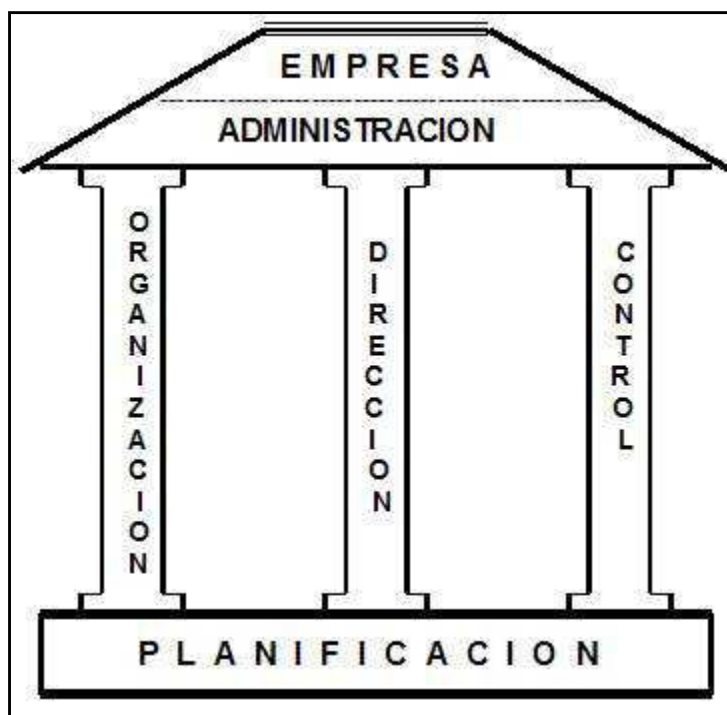 EMPRESA
ADMINISTRACION
ORGANIZACION
DIRECCION
CONTROL
PLANIFICACION